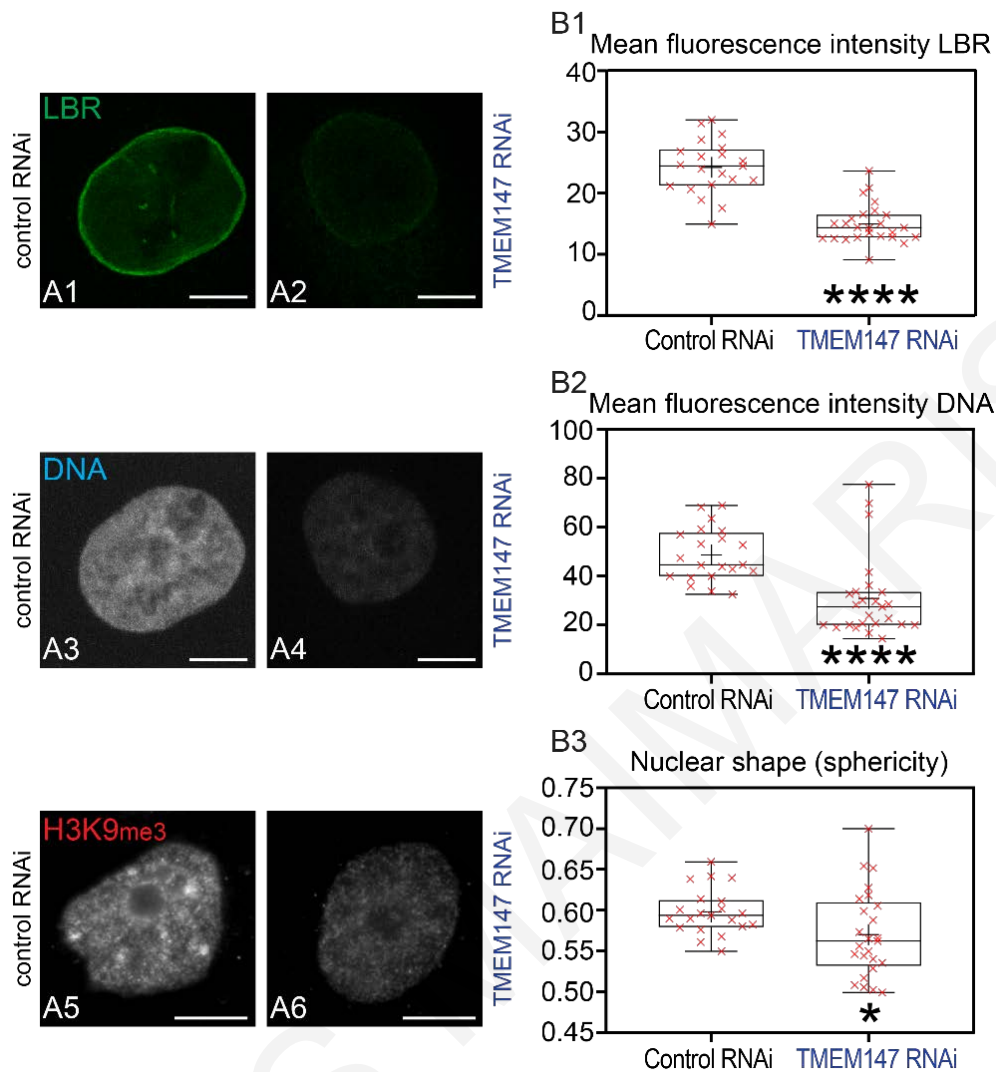 B1
Mean fluorescence intensity LBR
control RNAi
LBR
A1
A2
TMEM147 RNAi
40
30
20
10
0
****
Control RNAi
TMEM147 RNAi
B2
Mean fluorescence intensity DNA
control RNAi
DNA
A3
A4
TMEM147 RNAi
100
80
60
40
20
0
****
Control RNAi
TMEM147 RNAi
B3
Nuclear shape (sphericity)
control RNAi
H3K9me3
A5
A6
TMEM147 RNAi
0.75
0.70
0.65
0.60
0.55
0.50
0.45
*
Control RNAi
TMEM147 RNAi